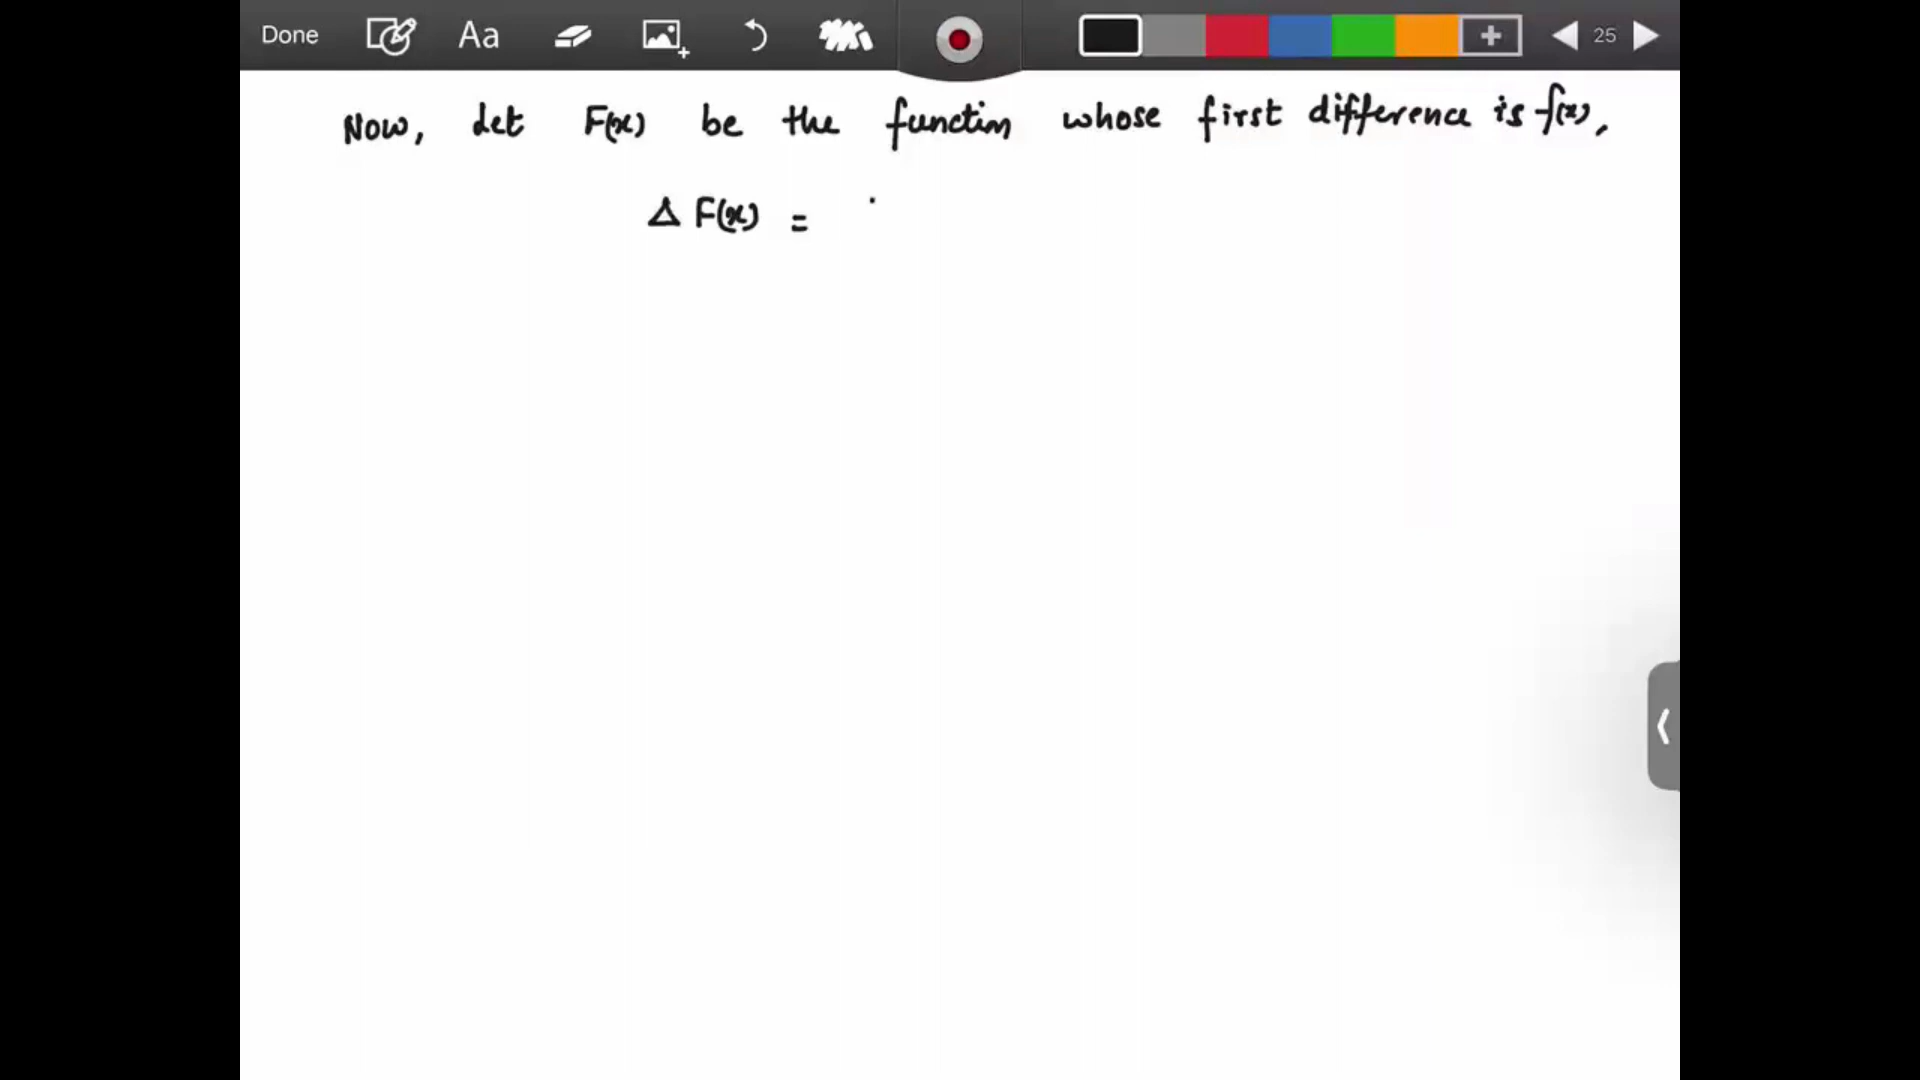 Done Aa 25
Now, let F(x) be the function whose first difference is f(x),
Δ F(x) =